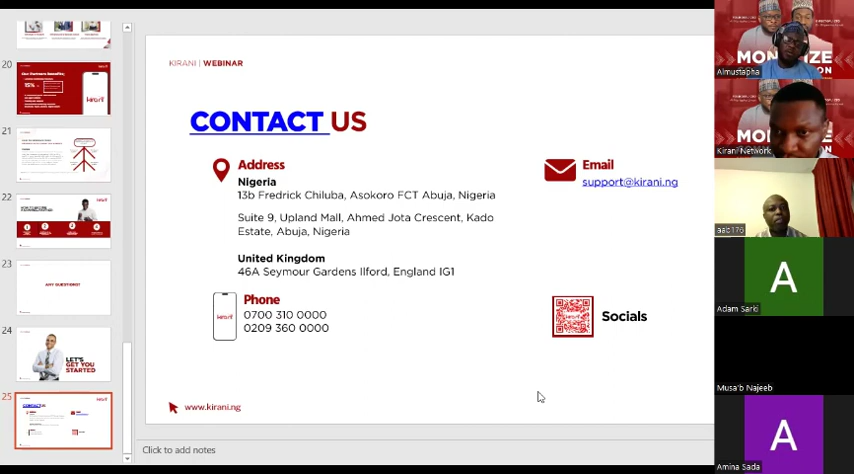 KIRANI | WEBINAR
CONTACT US
Address
Nigeria
13b Fredrick Chiluba, Asokoro FCT Abuja, Nigeria
Suite 9, Upland Mall, Ahmed Jota Crescent, Kado
Estate, Abuja, Nigeria
United Kingdom
46A Seymour Gardens Ilford, England IG1
Phone
0700 310 0000
0209 360 0000
Email
support@kirani.ng
Socials
www.kirani.ng
Click to add notes
20
21
22
23
ANY QUESTIONS?
24
LET'S
GET YOU
STARTED
25
Almustapha
Kirani Network
aab176
A
Adam Sarki
Musa'b Najeeb
A
Amina Sada